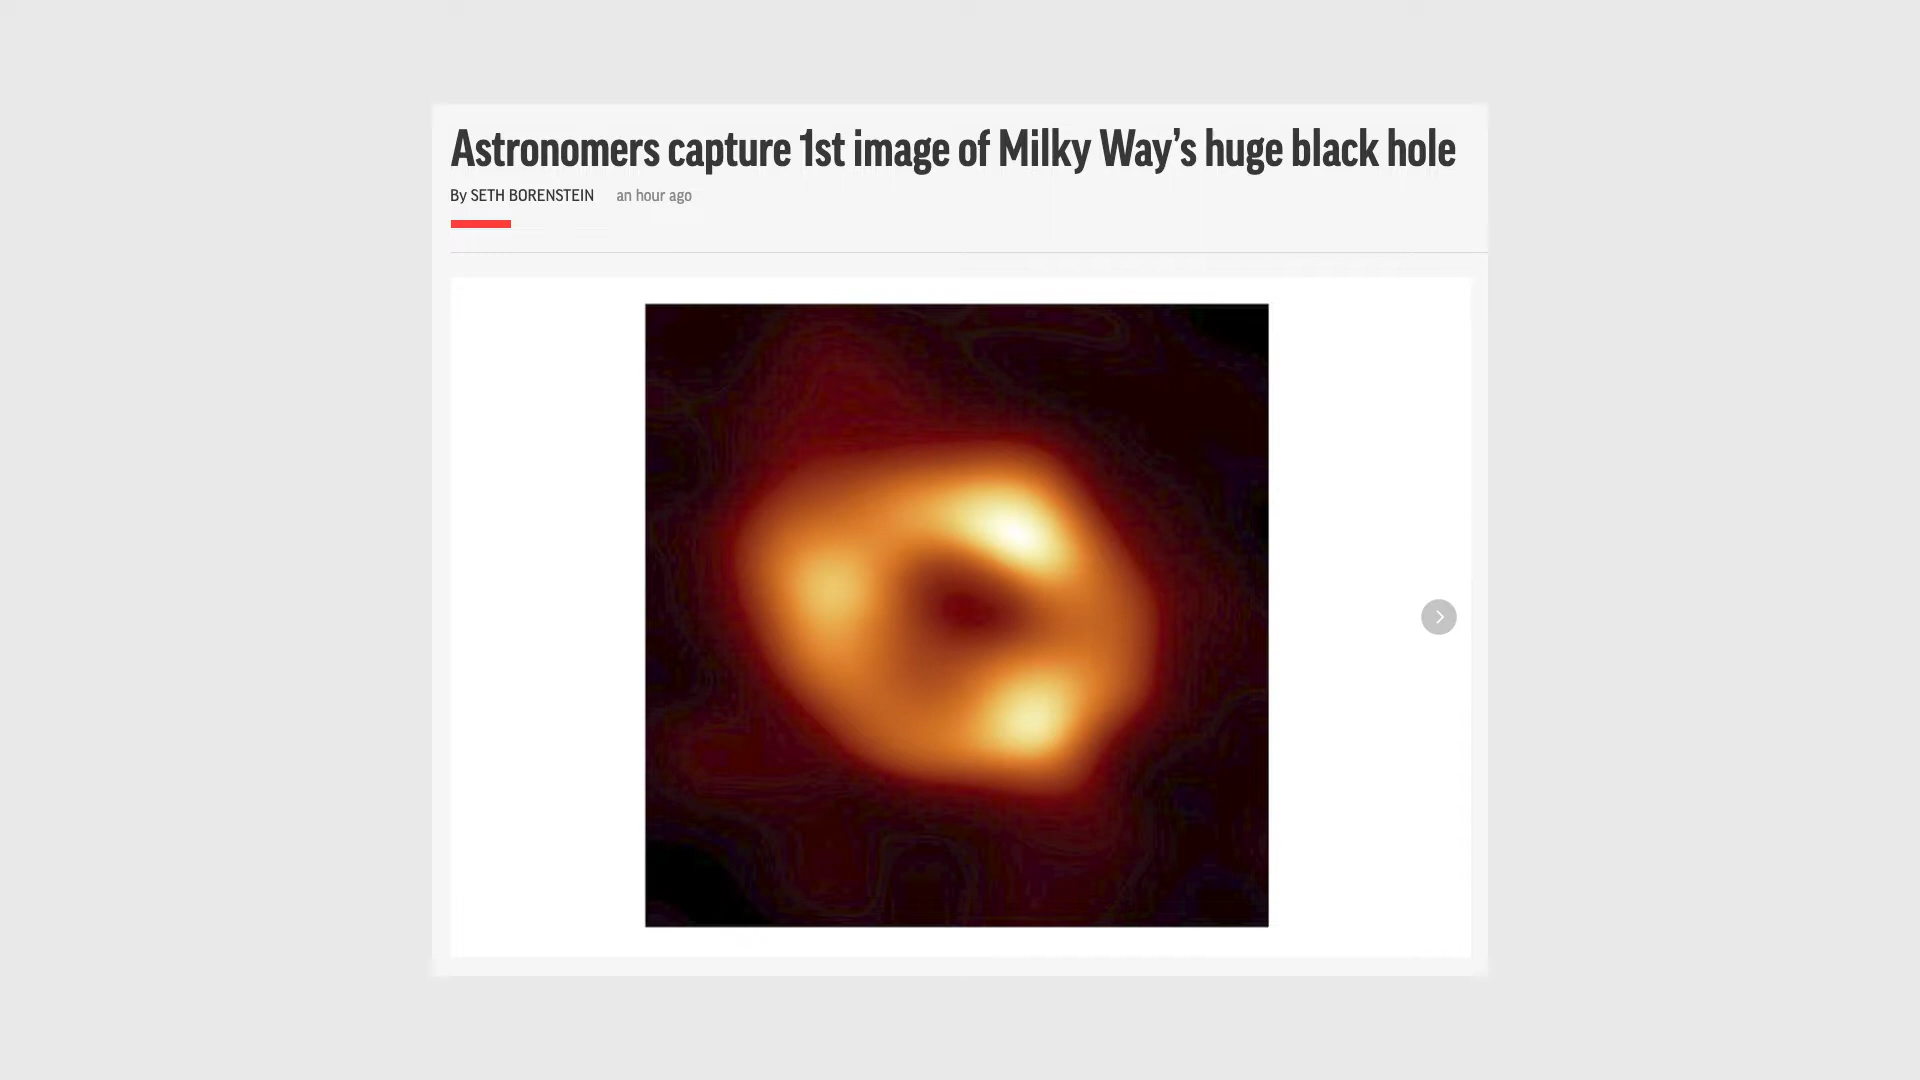 Astronomers capture 1st image of Milky Way’s huge black hole
By SETH BORENSTEIN an hour ago